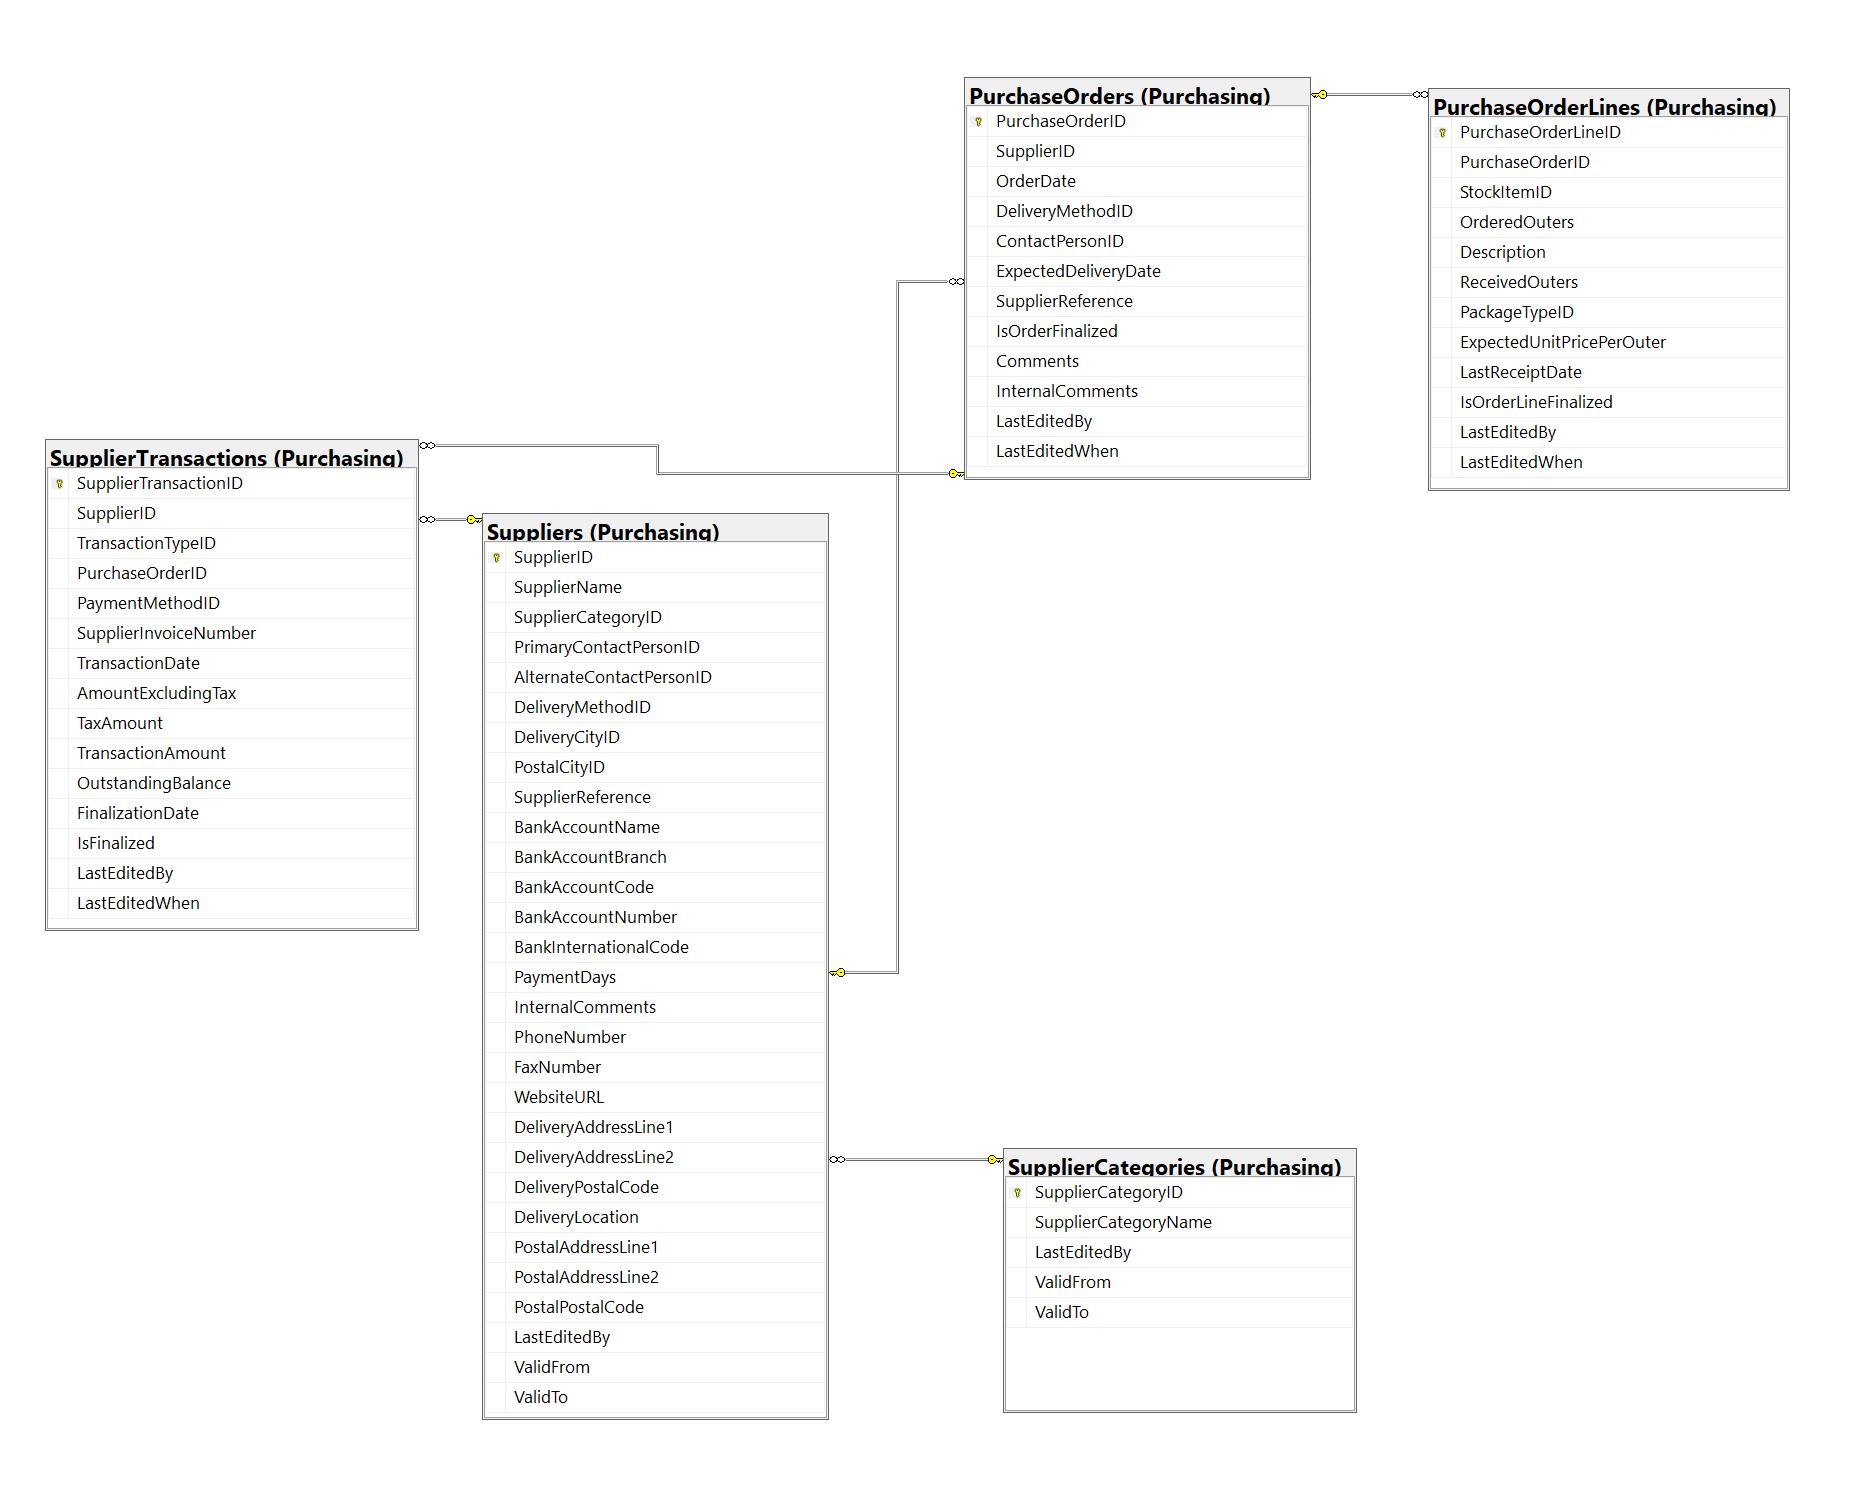 PurchaseOrders (Purchasing)
PurchaseOrderID
SupplierID
OrderDate
DeliveryMethodID
ContactPersonID
ExpectedDeliveryDate
SupplierReference
IsOrderFinalized
Comments
InternalComments
LastEditedBy
LastEditedWhen
PurchaseOrderLines (Purchasing)
PurchaseOrderLineID
PurchaseOrderID
StockItemID
OrderedOuters
Description
ReceivedOuters
PackageTypeID
ExpectedUnitPricePerOuter
LastReceiptDate
IsOrderLineFinalized
LastEditedBy
LastEditedWhen
SupplierTransactions (Purchasing)
SupplierTransactionID
SupplierID
TransactionTypeID
PurchaseOrderID
PaymentMethodID
SupplierInvoiceNumber
TransactionDate
AmountExcludingTax
TaxAmount
TransactionAmount
OutstandingBalance
FinalizationDate
IsFinalized
LastEditedBy
LastEditedWhen
Suppliers (Purchasing)
SupplierID
SupplierName
SupplierCategoryID
PrimaryContactPersonID
AlternateContactPersonID
DeliveryMethodID
DeliveryCityID
PostalCityID
SupplierReference
BankAccountName
BankAccountBranch
BankAccountCode
BankAccountNumber
BankInternationalCode
PaymentDays
InternalComments
PhoneNumber
FaxNumber
WebsiteURL
DeliveryAddressLine1
DeliveryAddressLine2
DeliveryPostalCode
DeliveryLocation
PostalAddressLine1
PostalAddressLine2
PostalPostalCode
LastEditedBy
ValidFrom
ValidTo
SupplierCategories (Purchasing)
SupplierCategoryID
SupplierCategoryName
LastEditedBy
ValidFrom
ValidTo